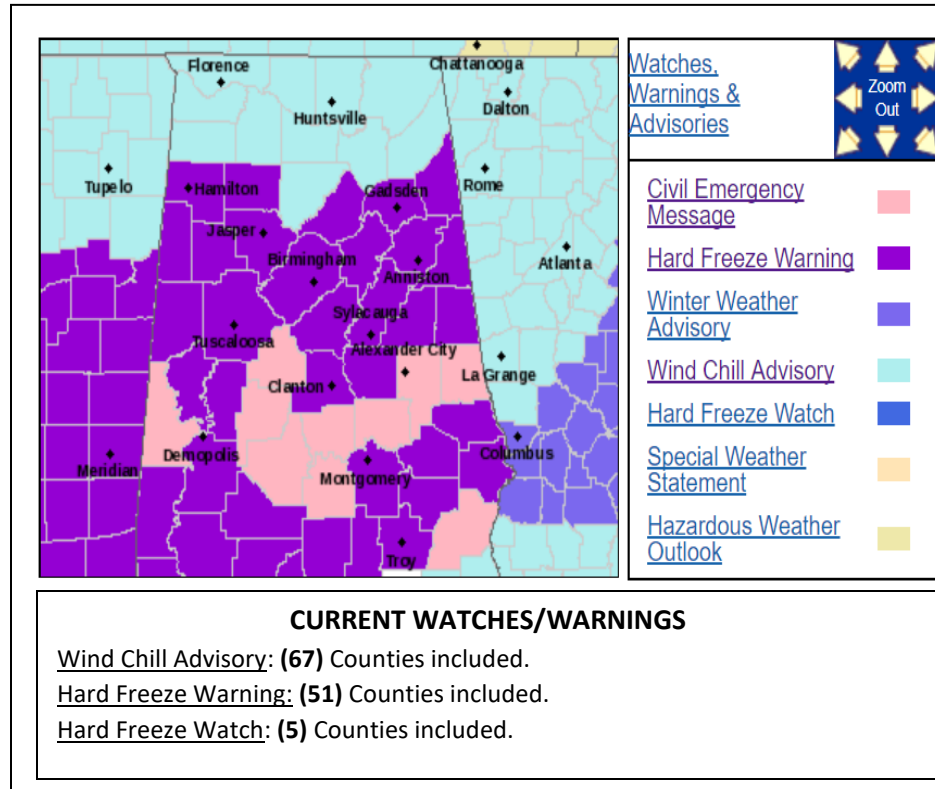 Florence
Chattanooga
Huntsville
Dalton
Tupelo
Hamilton
Gadsden
Rome
Jasper
Birmingham
Anniston
Atlanta
Sylacauga
Tuscaloosa
Alexander City
Clanton
La Grange
Demopolis
Meridian
Montgomery
Columbus
Troy
Watches,
Warnings &
Advisories
Zoom
Out
Civil Emergency
Message
Hard Freeze Warning
Winter Weather
Advisory
Wind Chill Advisory
Hard Freeze Watch
Special Weather
Statement
Hazardous Weather
Outlook
CURRENT WATCHES/WARNINGS
Wind Chill Advisory: (67) Counties included.
Hard Freeze Warning: (51) Counties included.
Hard Freeze Watch: (5) Counties included.